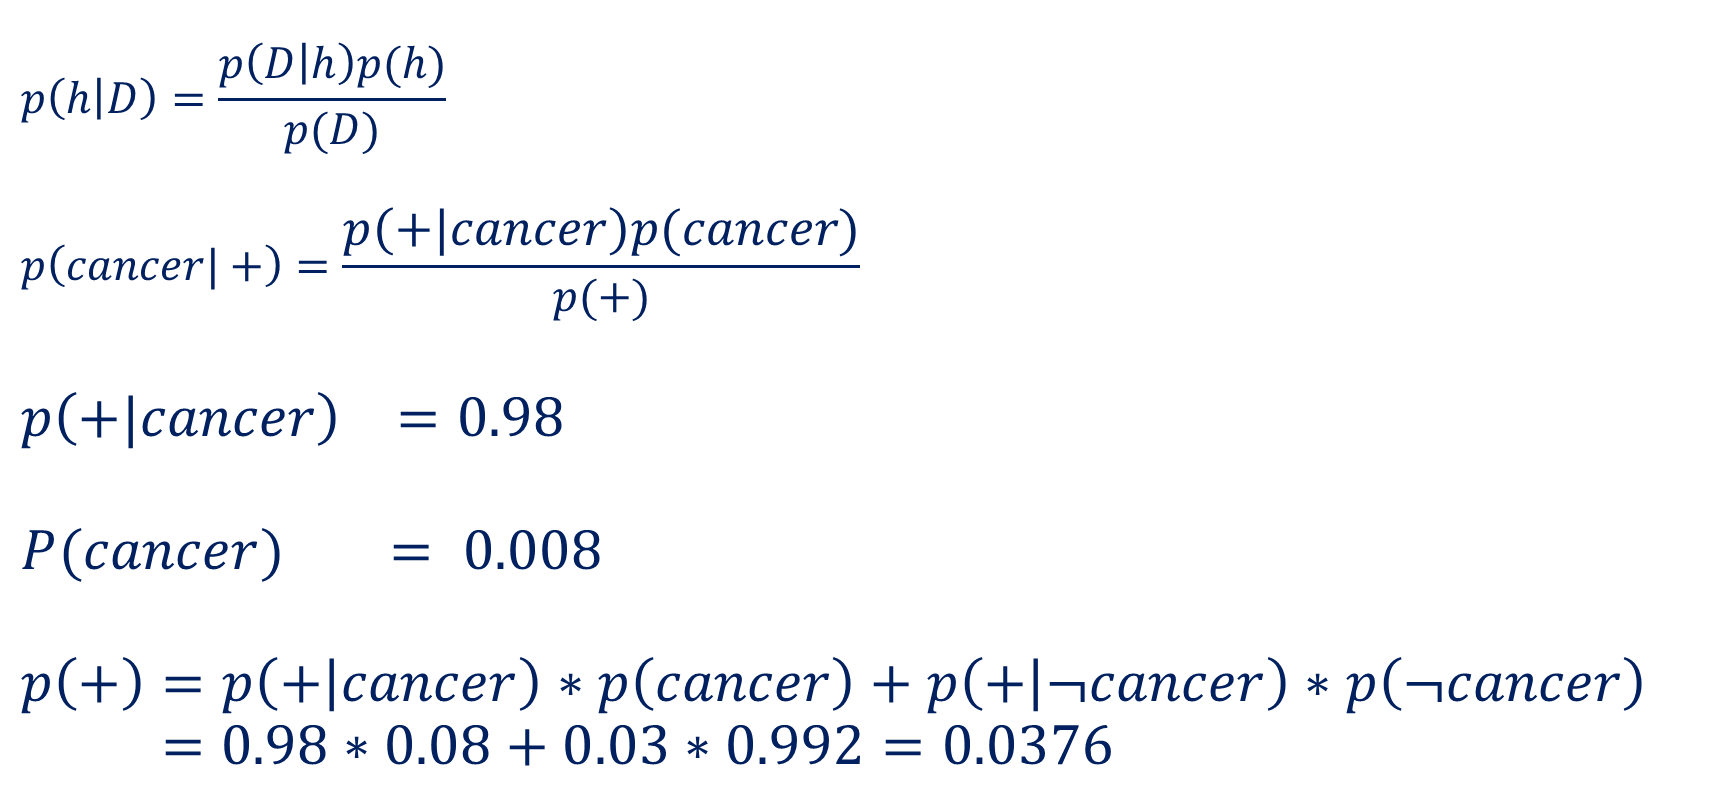 p(h|D) = p(D|h)p(h) / p(D)
p(cancer| +) = p(+|cancer)p(cancer) / p(+)
p(+|cancer) = 0.98
P(cancer) = 0.008
p(+) = p(+|cancer) ∗ p(cancer) + p(+|¬cancer) ∗ p(¬cancer)
= 0.98 ∗ 0.08 + 0.03 ∗ 0.992 = 0.0376